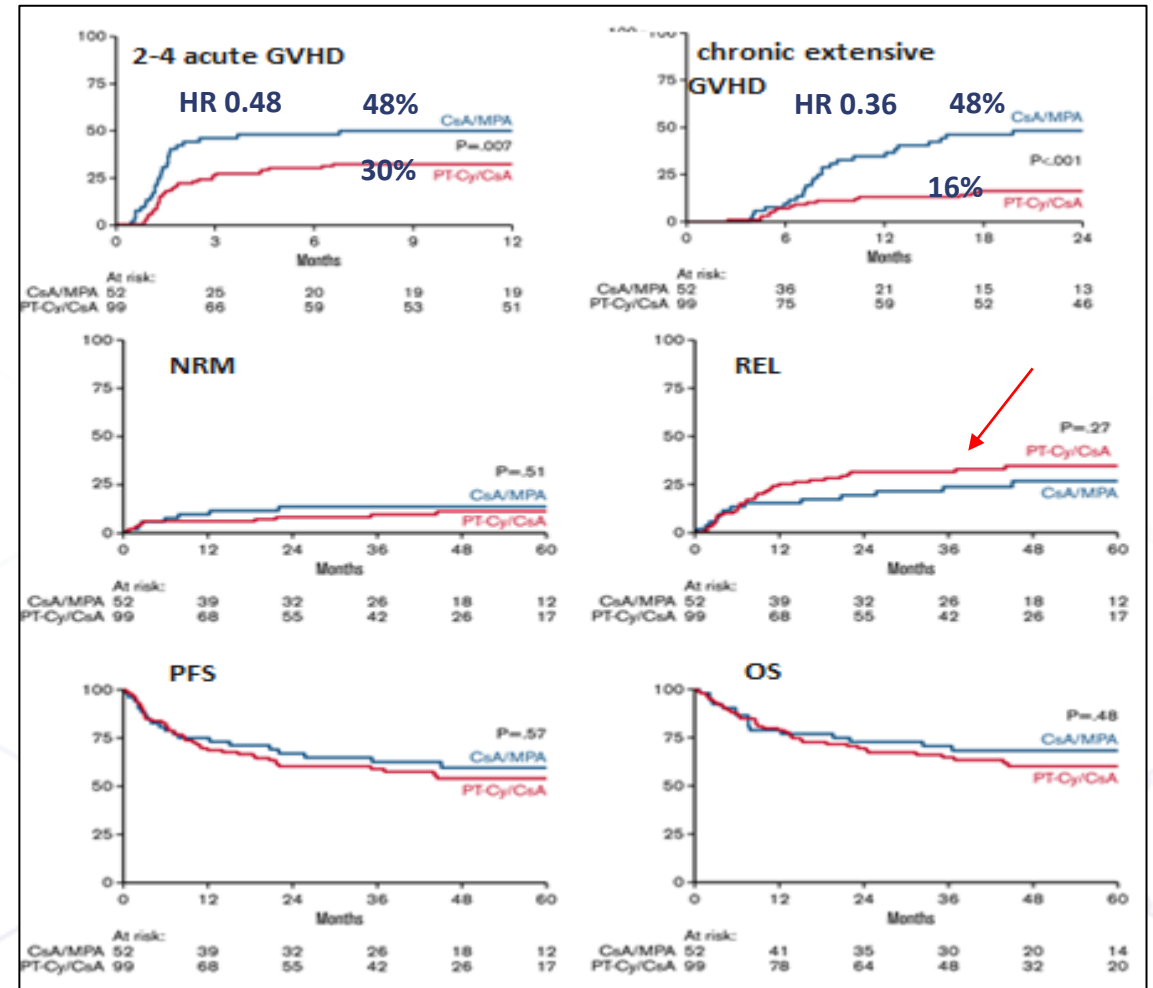 2-4 acute GVHD
HR 0.48 48%
CsA/MPA
P=.007
30% PT-Cy/CsA
100
75
50
25
0
0 3 6 9 12
Months
At risk:
CsA/MPA 52 25 20 19 19
PT-Cy/CsA 99 66 59 53 51
chronic extensive
GVHD
HR 0.36 48%
CsA/MPA
P<.001
16%
PT-Cy/CsA
75
50
25
0
0 6 12 18 24
Months
At risk:
CsA/MPA 52 36 21 15 13
PT-Cy/CsA 99 75 59 52 46
NRM
P=.51
CsA/MPA
PT-Cy/CsA
100
75
50
25
0
0 12 24 36 48 60
Months
At risk:
CsA/MPA 52 39 32 26 18 12
PT-Cy/CsA 99 68 55 42 26 17
REL
P=.27
PT-Cy/CsA
CsA/MPA
100
75
50
25
0
0 12 24 36 48 60
Months
At risk:
CsA/MPA 52 39 32 26 18 12
PT-Cy/CsA 99 68 55 42 26 17
PFS
P=.57
CsA/MPA
PT-Cy/CsA
100
75
50
25
0
0 12 24 36 48 60
Months
At risk:
CsA/MPA 52 39 32 26 18 12
PT-Cy/CsA 99 68 55 42 26 17
OS
P=.48
CsA/MPA
PT-Cy/CsA
100
75
50
25
0
0 12 24 36 48 60
Months
At risk:
CsA/MPA 52 41 35 30 20 14
PT-Cy/CsA 99 78 64 48 32 20